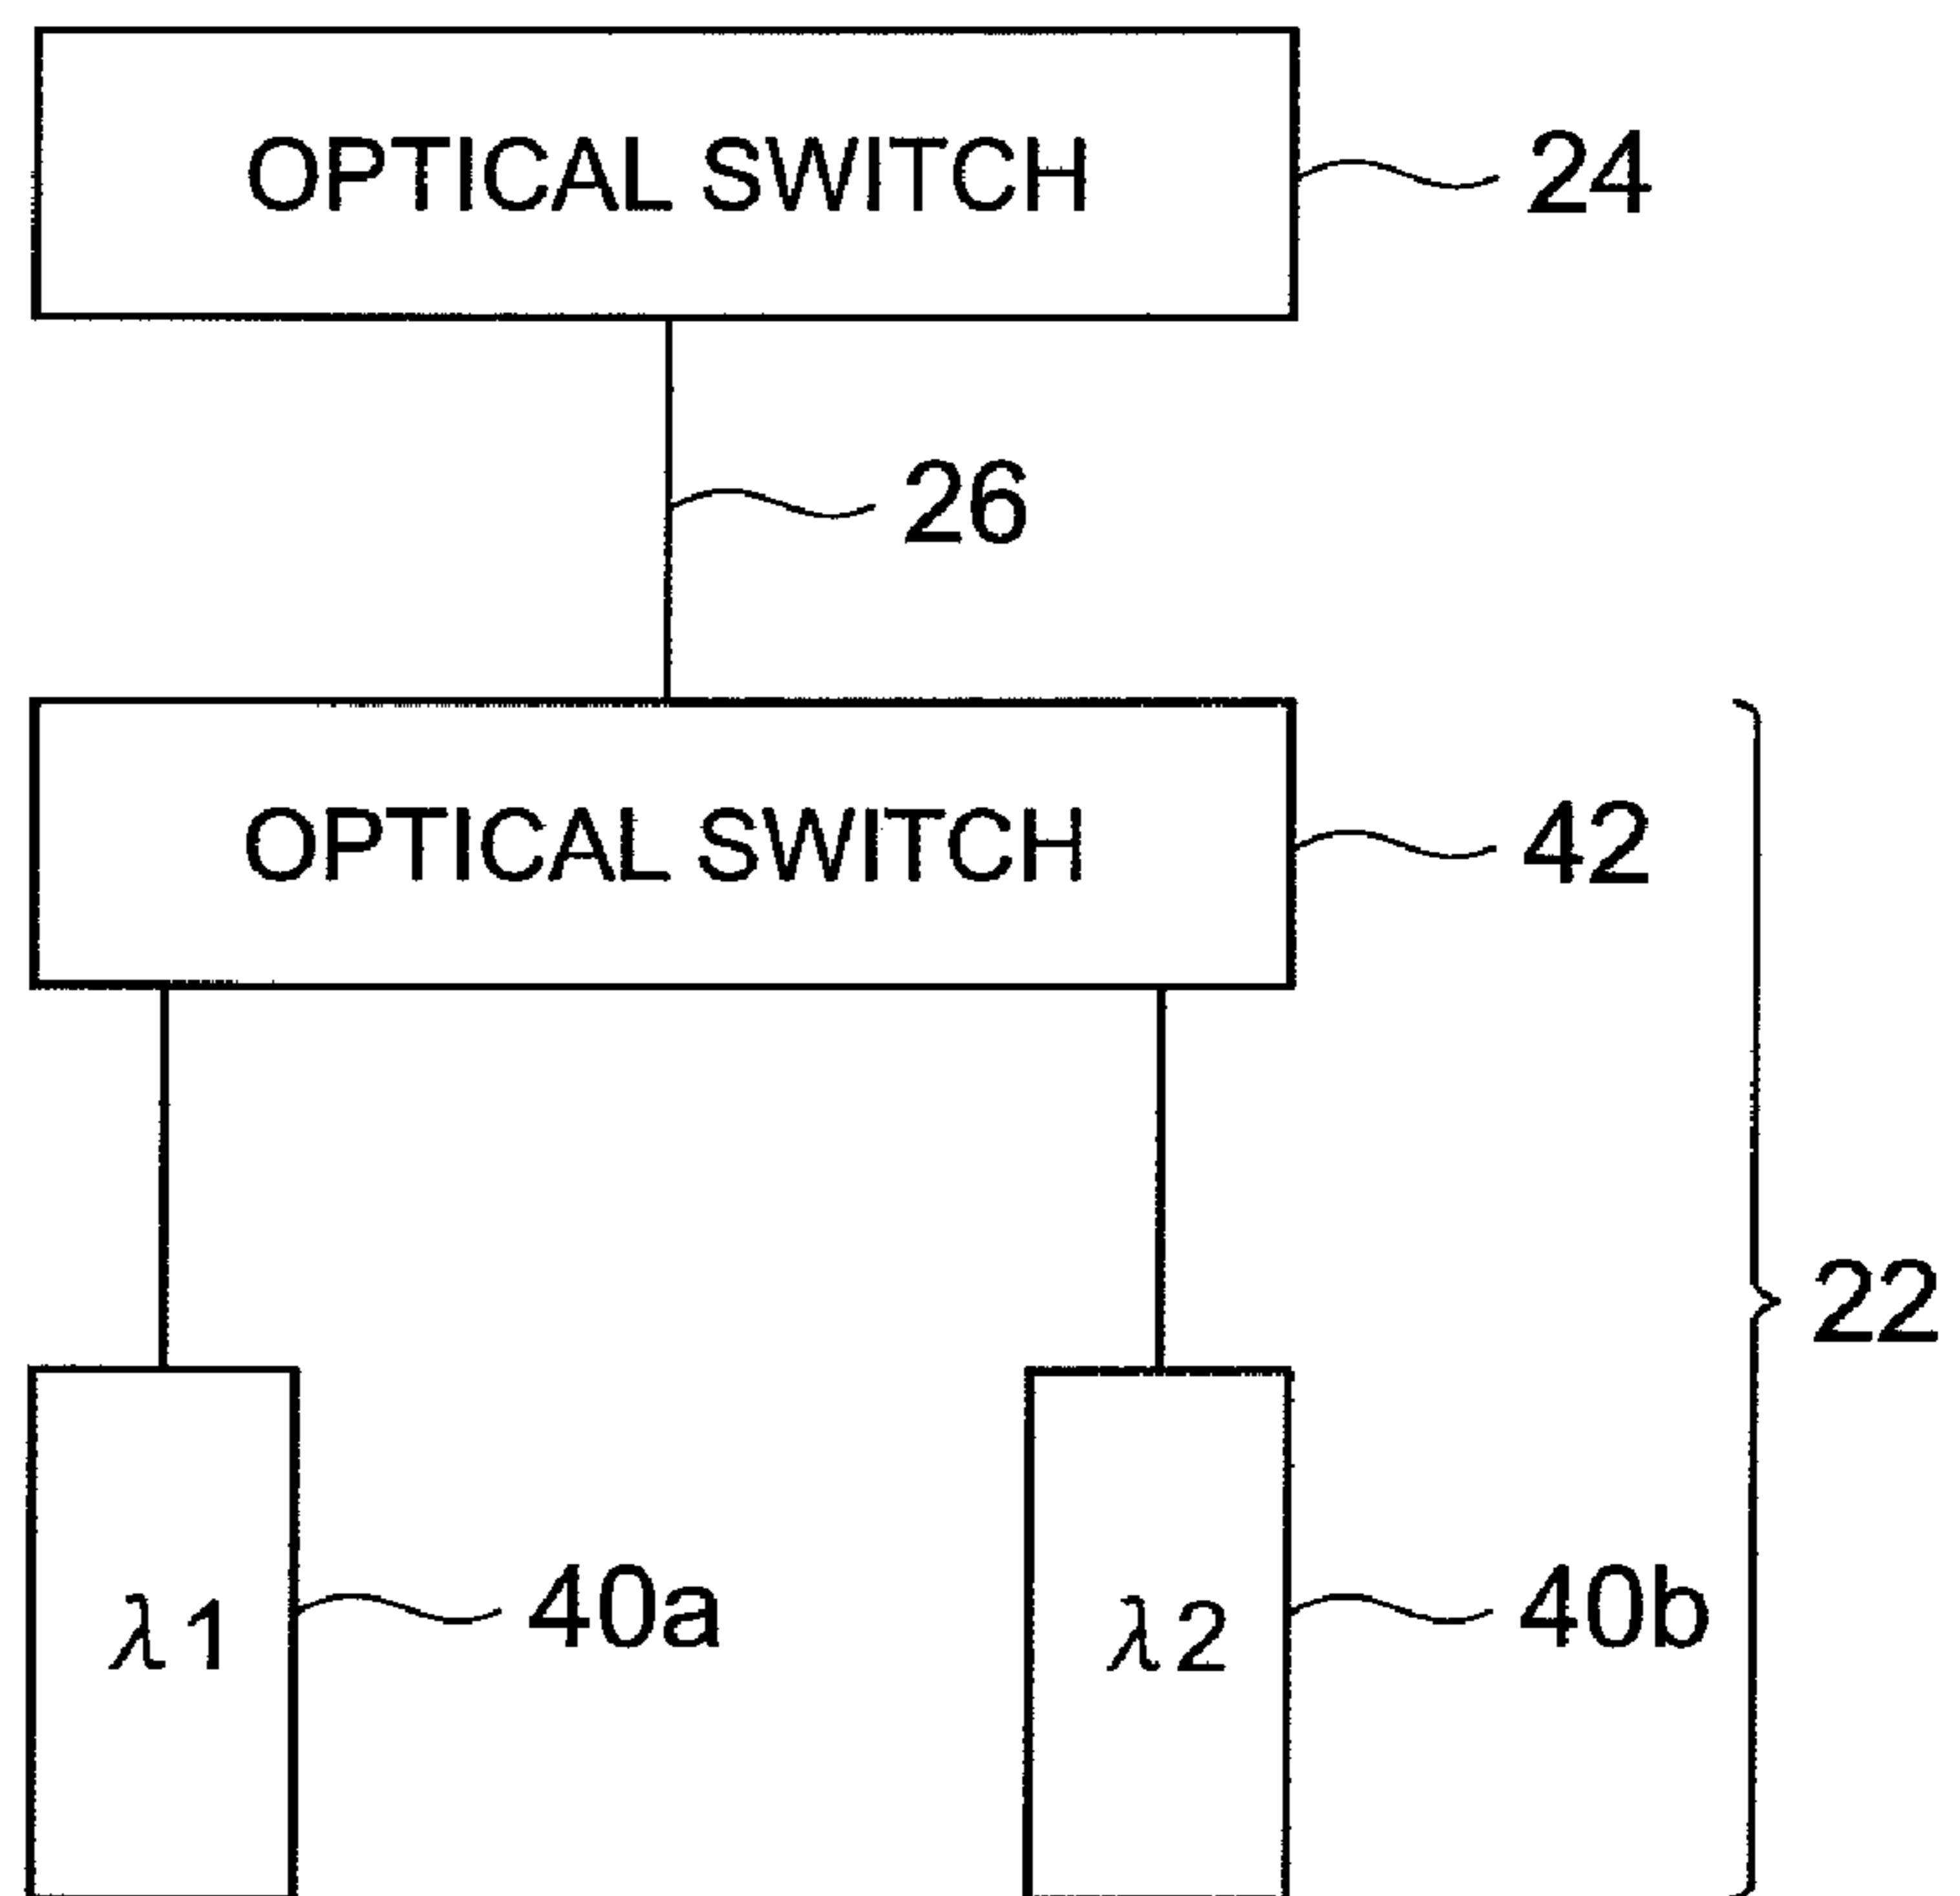 OPTICAL SWITCH 24
26
OPTICAL SWITCH 42
22
λ1 40a λ2 40b